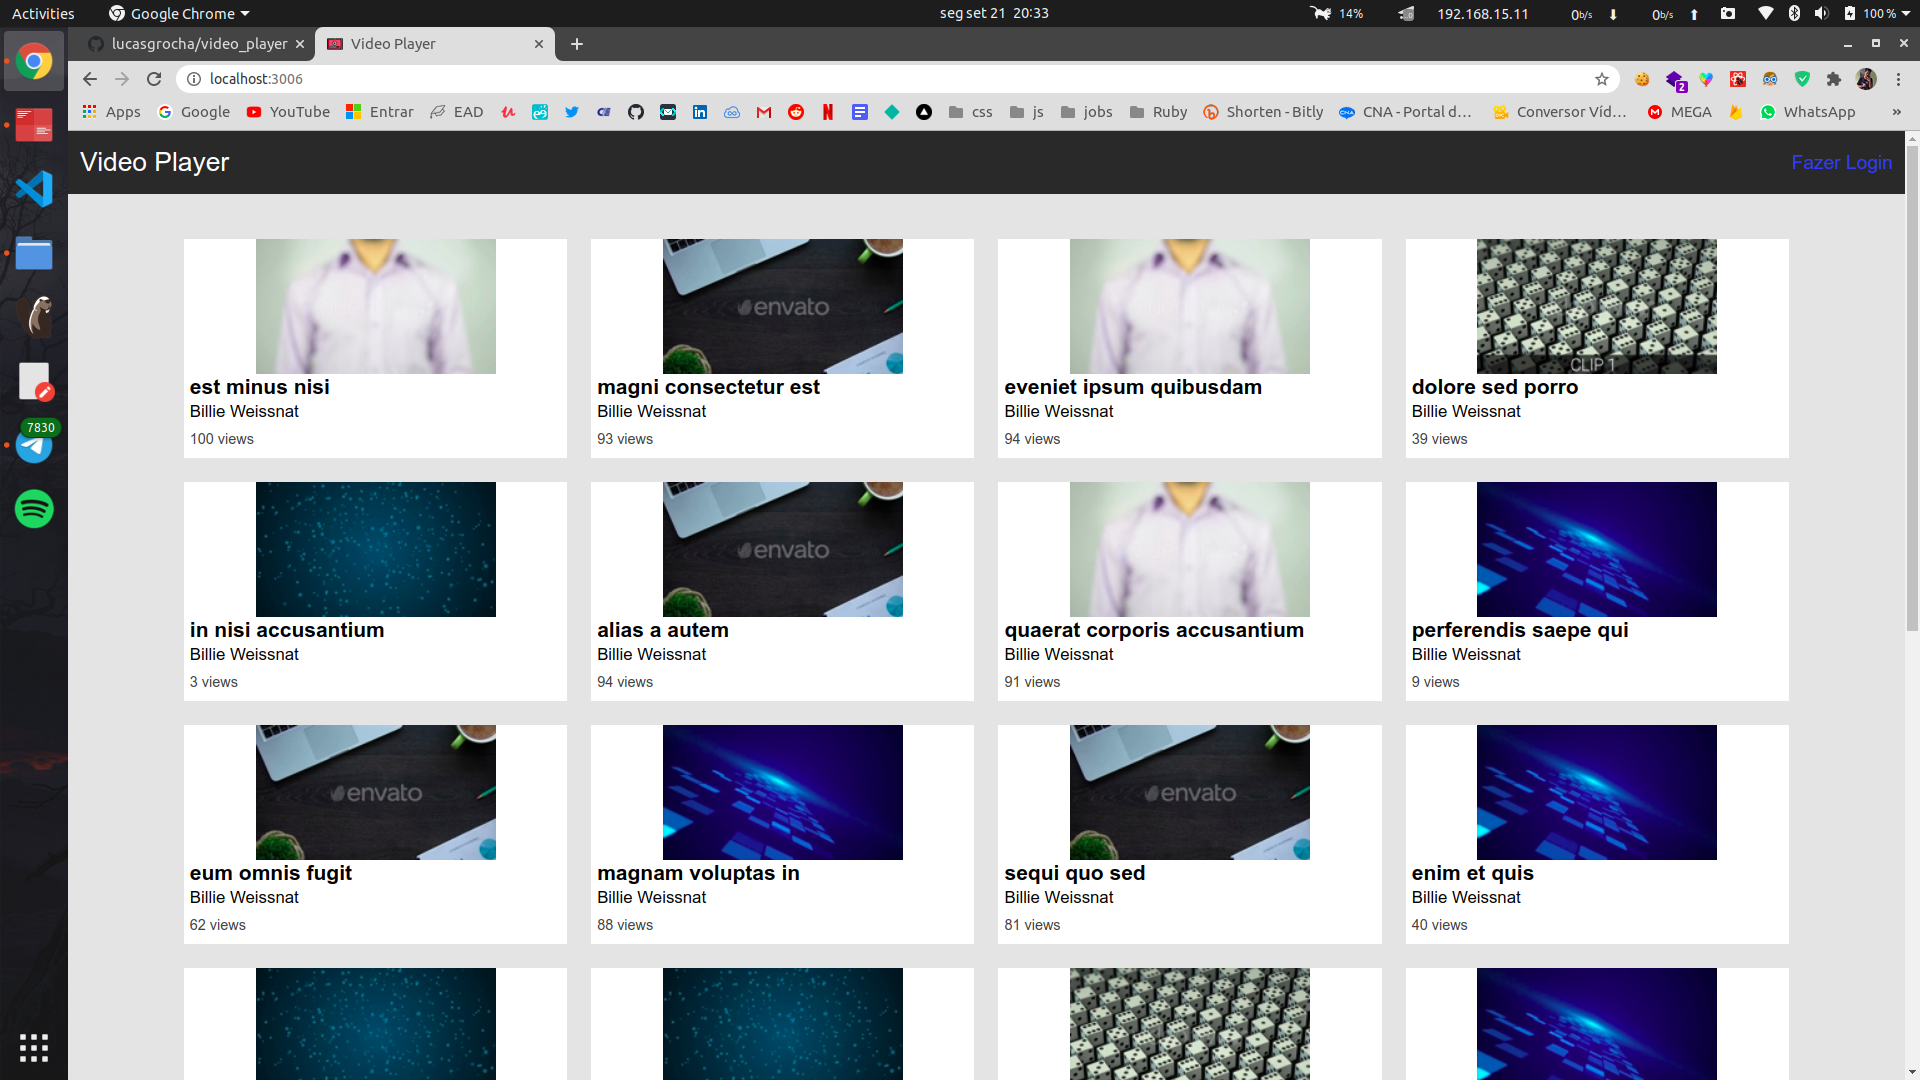 Activities
Google Chrome
seg set 21 20:33
14%
192.168.15.11
0b/s
0b/s
100 %
lucasgrocha/video_player
Video Player
localhost:3006
2
Apps
Google
YouTube
Entrar
EAD
css
js
jobs
Ruby
Shorten - Bitly
CNA - Portal d...
Conversor Víd...
MEGA
WhatsApp
»
Video Player
Fazer Login
7830
envato
CLIP 1
est minus nisi
Billie Weissnat
100 views
magni consectetur est
Billie Weissnat
93 views
eveniet ipsum quibusdam
Billie Weissnat
94 views
dolore sed porro
Billie Weissnat
39 views
envato
in nisi accusantium
Billie Weissnat
3 views
alias a autem
Billie Weissnat
94 views
quaerat corporis accusantium
Billie Weissnat
91 views
perferendis saepe qui
Billie Weissnat
9 views
envato
envato
eum omnis fugit
Billie Weissnat
62 views
magnam voluptas in
Billie Weissnat
88 views
sequi quo sed
Billie Weissnat
81 views
enim et quis
Billie Weissnat
40 views